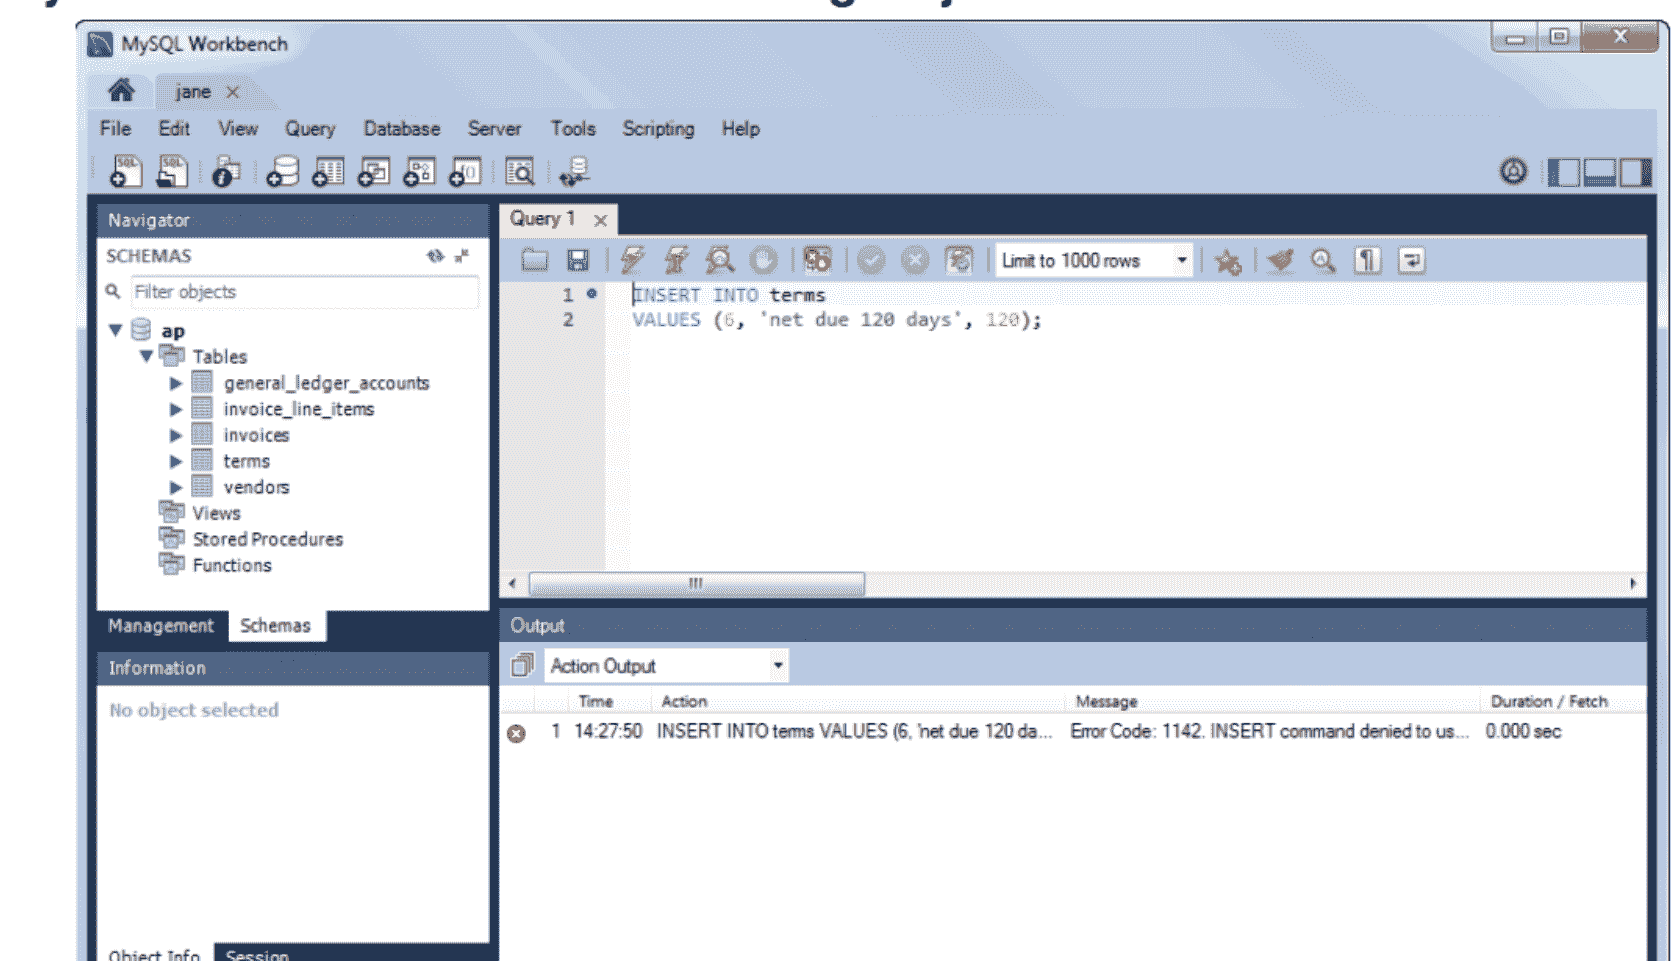 MySQL Workbench
jane
File Edit View Query Database Server Tools Scripting Help
Navigator
SCHEMAS
Filter objects
ap
Tables
general_ledger_accounts
invoice_line_items
invoices
terms
vendors
Views
Stored Procedures
Functions
Management Schemas
Information
No object selected
Object Info Session
Query 1
Limit to 1000 rows
1 INSERT INTO terms
2 VALUES (6, 'net due 120 days', 120);
Output
Action Output
Time Action Message Duration / Fetch
1 14:27:50 INSERT INTO terms VALUES (6, 'net due 120 da... Error Code: 1142. INSERT command denied to us... 0.000 sec